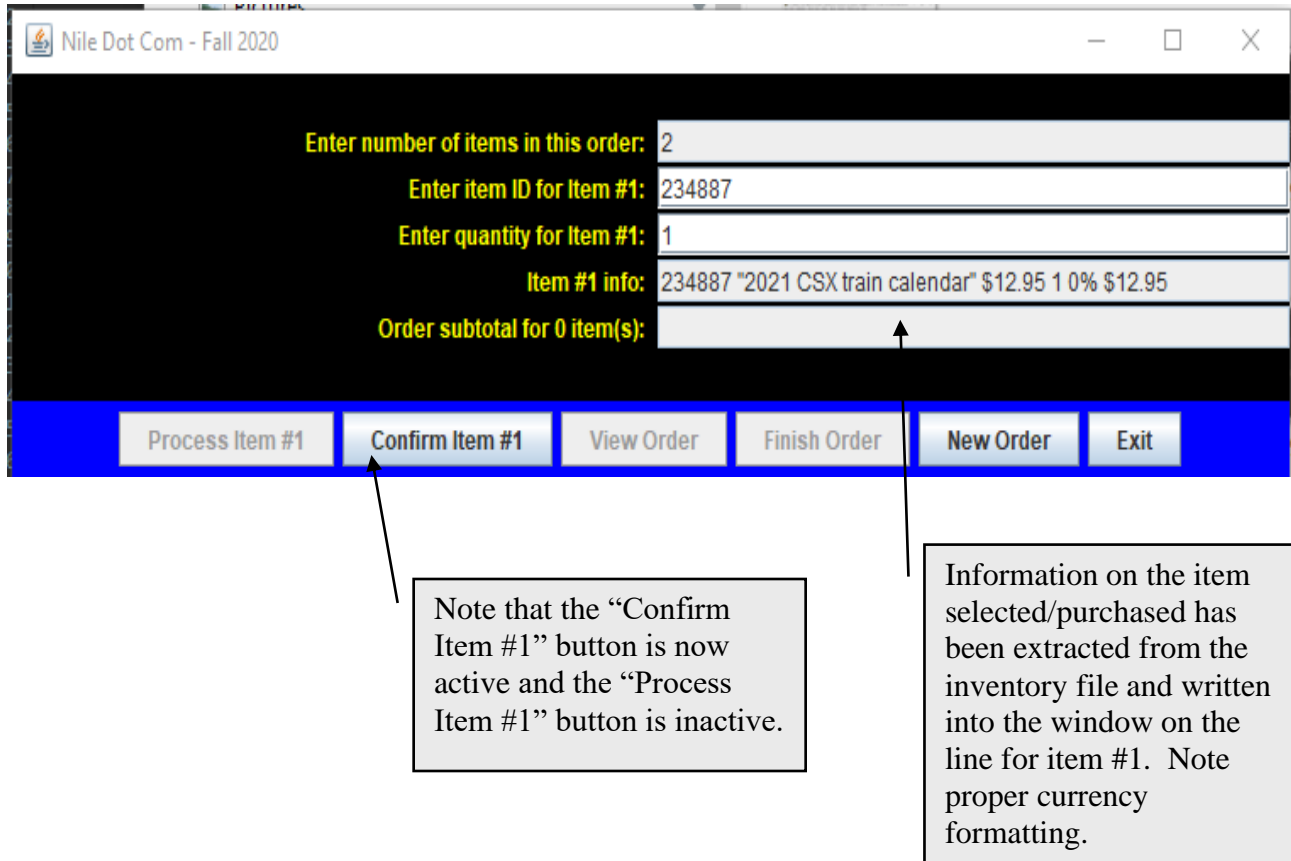 Pictures
Nile Dot Com - Fall 2020
Enter number of items in this order: 2
Enter item ID for Item #1: 234887
Enter quantity for Item #1: 1
Item #1 info: 234887 "2021 CSX train calendar" $12.95 1 0% $12.95
Order subtotal for 0 item(s):
Process Item #1 Confirm Item #1 View Order Finish Order New Order Exit
Note that the “Confirm
Item #1” button is now
active and the “Process
Item #1” button is inactive.
Information on the item
selected/purchased has
been extracted from the
inventory file and written
into the window on the
line for item #1.  Note
proper currency
formatting.